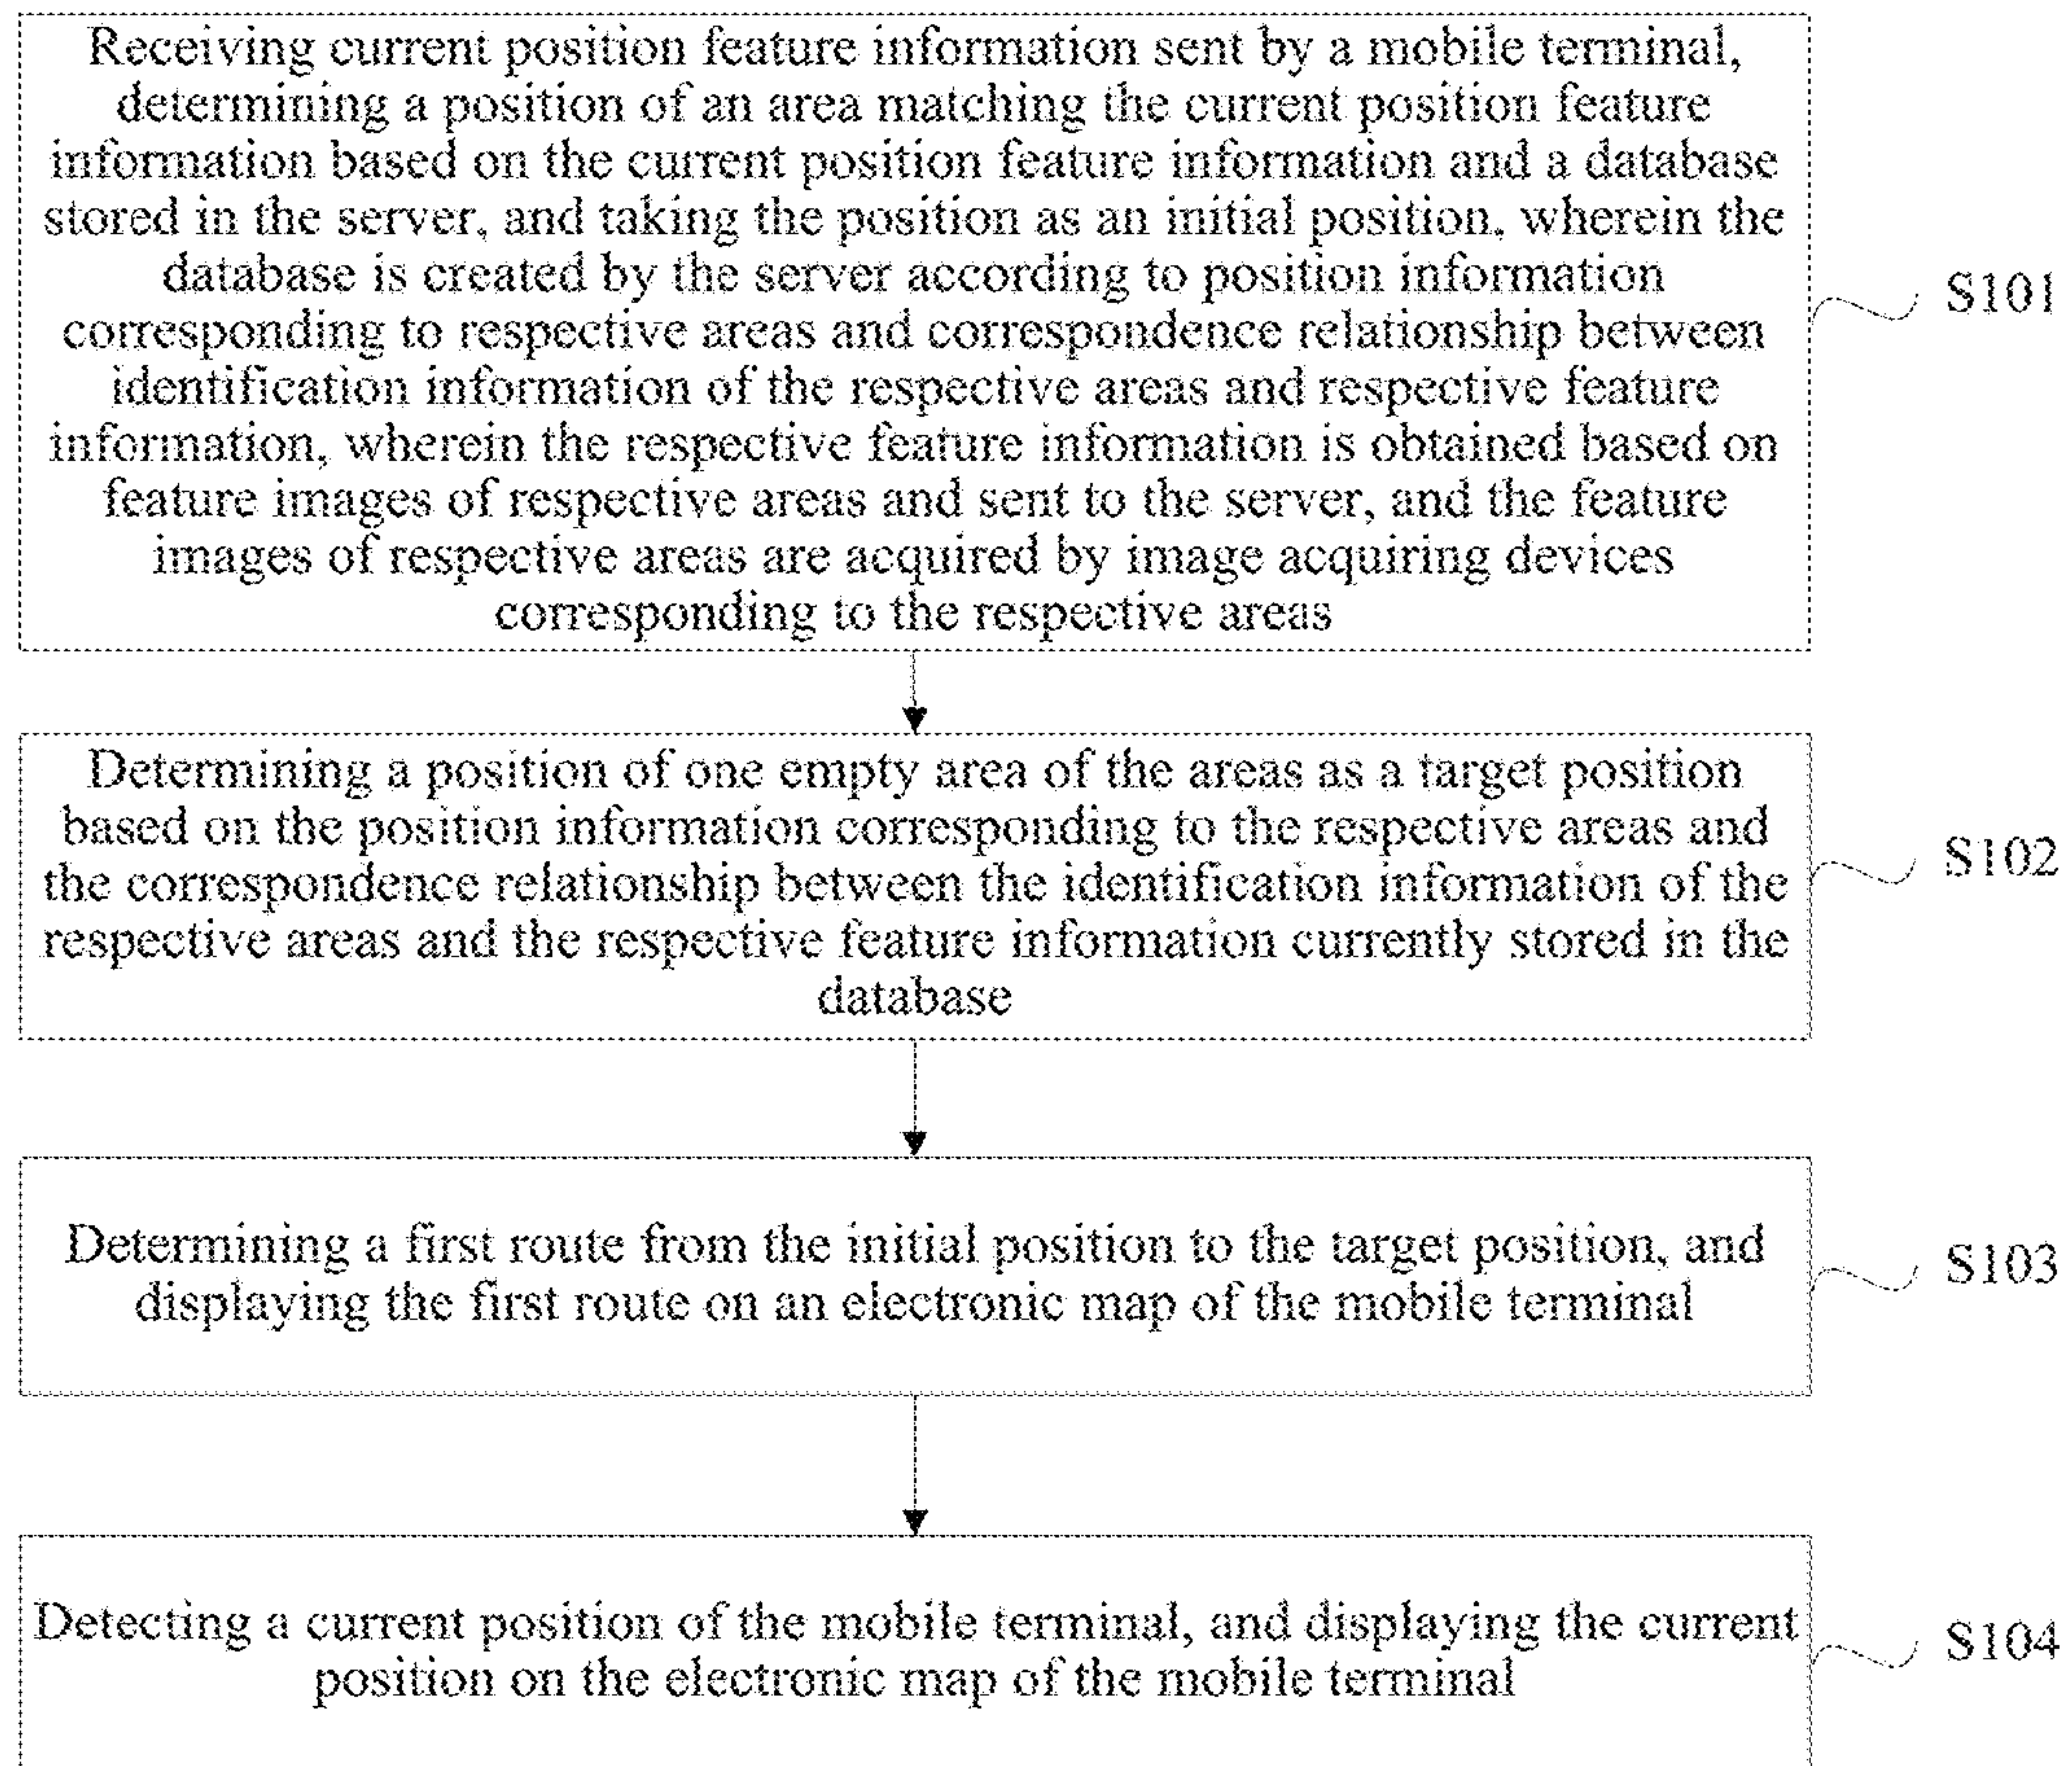 Receiving current position feature information sent by a mobile terminal,
determining a position of an area matching the current position feature
information based on the current position feature information and a database
stored in the server, and taking the position as an initial position, wherein the
database is created by the server according to position information
corresponding to respective areas and correspondence relationship between
identification information of the respective areas and respective feature
information, wherein the respective feature information is obtained based on
feature images of respective areas and sent to the server, and the feature
images of respective areas are acquired by image acquiring devices
corresponding to the respective areas
S101
Determining a position of one empty area of the areas as a target position
based on the position information corresponding to the respective areas and
the correspondence relationship between the identification information of the
respective areas and the respective feature information currently stored in the
database
S102
Determining a first route from the initial position to the target position, and
displaying the first route on an electronic map of the mobile terminal
S103
Detecting a current position of the mobile terminal, and displaying the current
position on the electronic map of the mobile terminal
S104